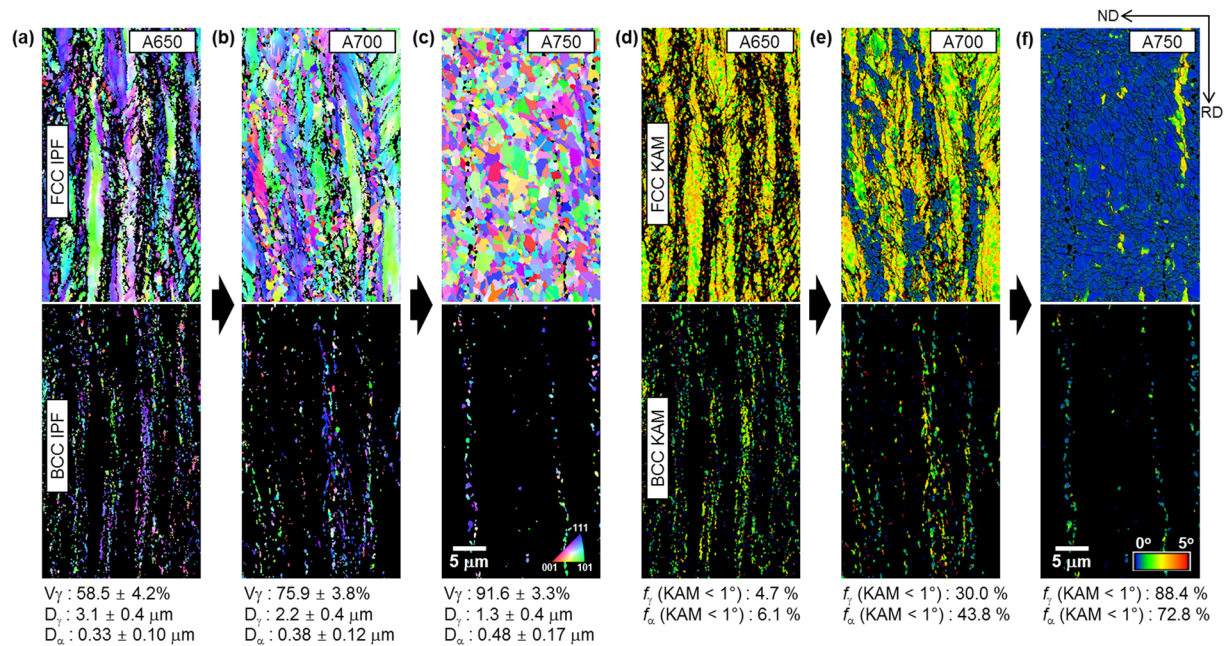 (a) A650 (b) A700 (c) A750 (d) A650 (e) A700 (f) A750
ND
RD
FCC IPF
FCC KAM
BCC IPF
BCC KAM
5 μm
111
001 101
0° 5°
Vγ : 58.5 ± 4.2%
Dγ : 3.1 ± 0.4 μm
Dα : 0.33 ± 0.10 μm
Vγ : 75.9 ± 3.8%
Dγ : 2.2 ± 0.4 μm
Dα : 0.38 ± 0.12 μm
Vγ : 91.6 ± 3.3%
Dγ : 1.3 ± 0.4 μm
Dα : 0.48 ± 0.17 μm
fγ (KAM < 1°) : 4.7 %
fα (KAM < 1°) : 6.1 %
fγ (KAM < 1°) : 30.0 %
fα (KAM < 1°) : 43.8 %
fγ (KAM < 1°) : 88.4 %
fα (KAM < 1°) : 72.8 %